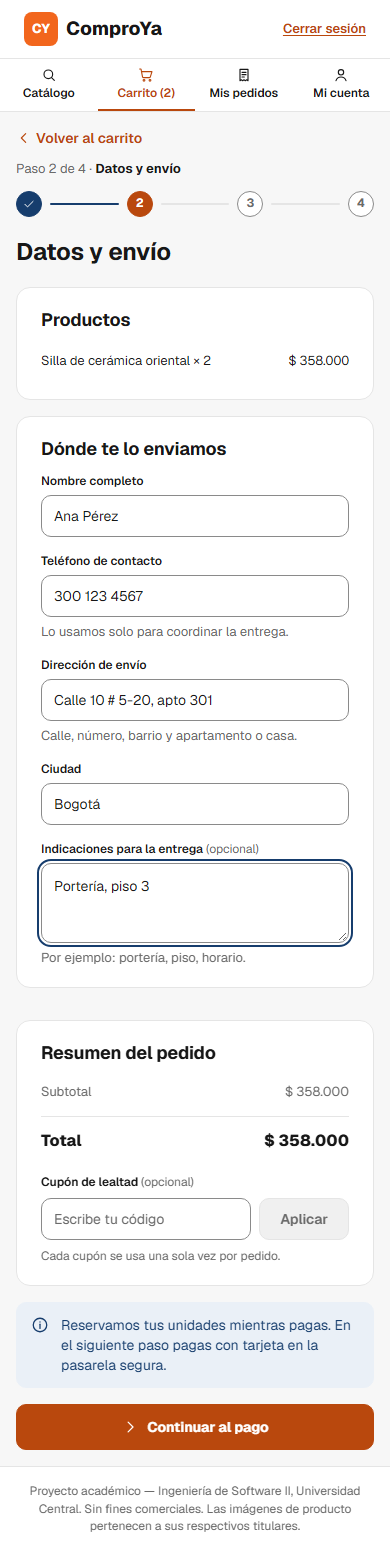 CY ComproYa
Cerrar sesión
Catálogo
Carrito (2)
Mis pedidos
Mi cuenta
Volver al carrito
Paso 2 de 4 · Datos y envío
2
3
4
Datos y envío
Productos
Silla de cerámica oriental × 2
$ 358.000
Dónde te lo enviamos
Nombre completo
Ana Pérez
Teléfono de contacto
300 123 4567
Lo usamos solo para coordinar la entrega.
Dirección de envío
Calle 10 # 5-20, apto 301
Calle, número, barrio y apartamento o casa.
Ciudad
Bogotá
Indicaciones para la entrega (opcional)
Portería, piso 3
Por ejemplo: portería, piso, horario.
Resumen del pedido
Subtotal
$ 358.000
Total
$ 358.000
Cupón de lealtad (opcional)
Escribe tu código
Aplicar
Cada cupón se usa una sola vez por pedido.
Reservamos tus unidades mientras pagas. En
el siguiente paso pagas con tarjeta en la
pasarela segura.
Continuar al pago
Proyecto académico — Ingeniería de Software II, Universidad
Central. Sin fines comerciales. Las imágenes de producto
pertenecen a sus respectivos titulares.